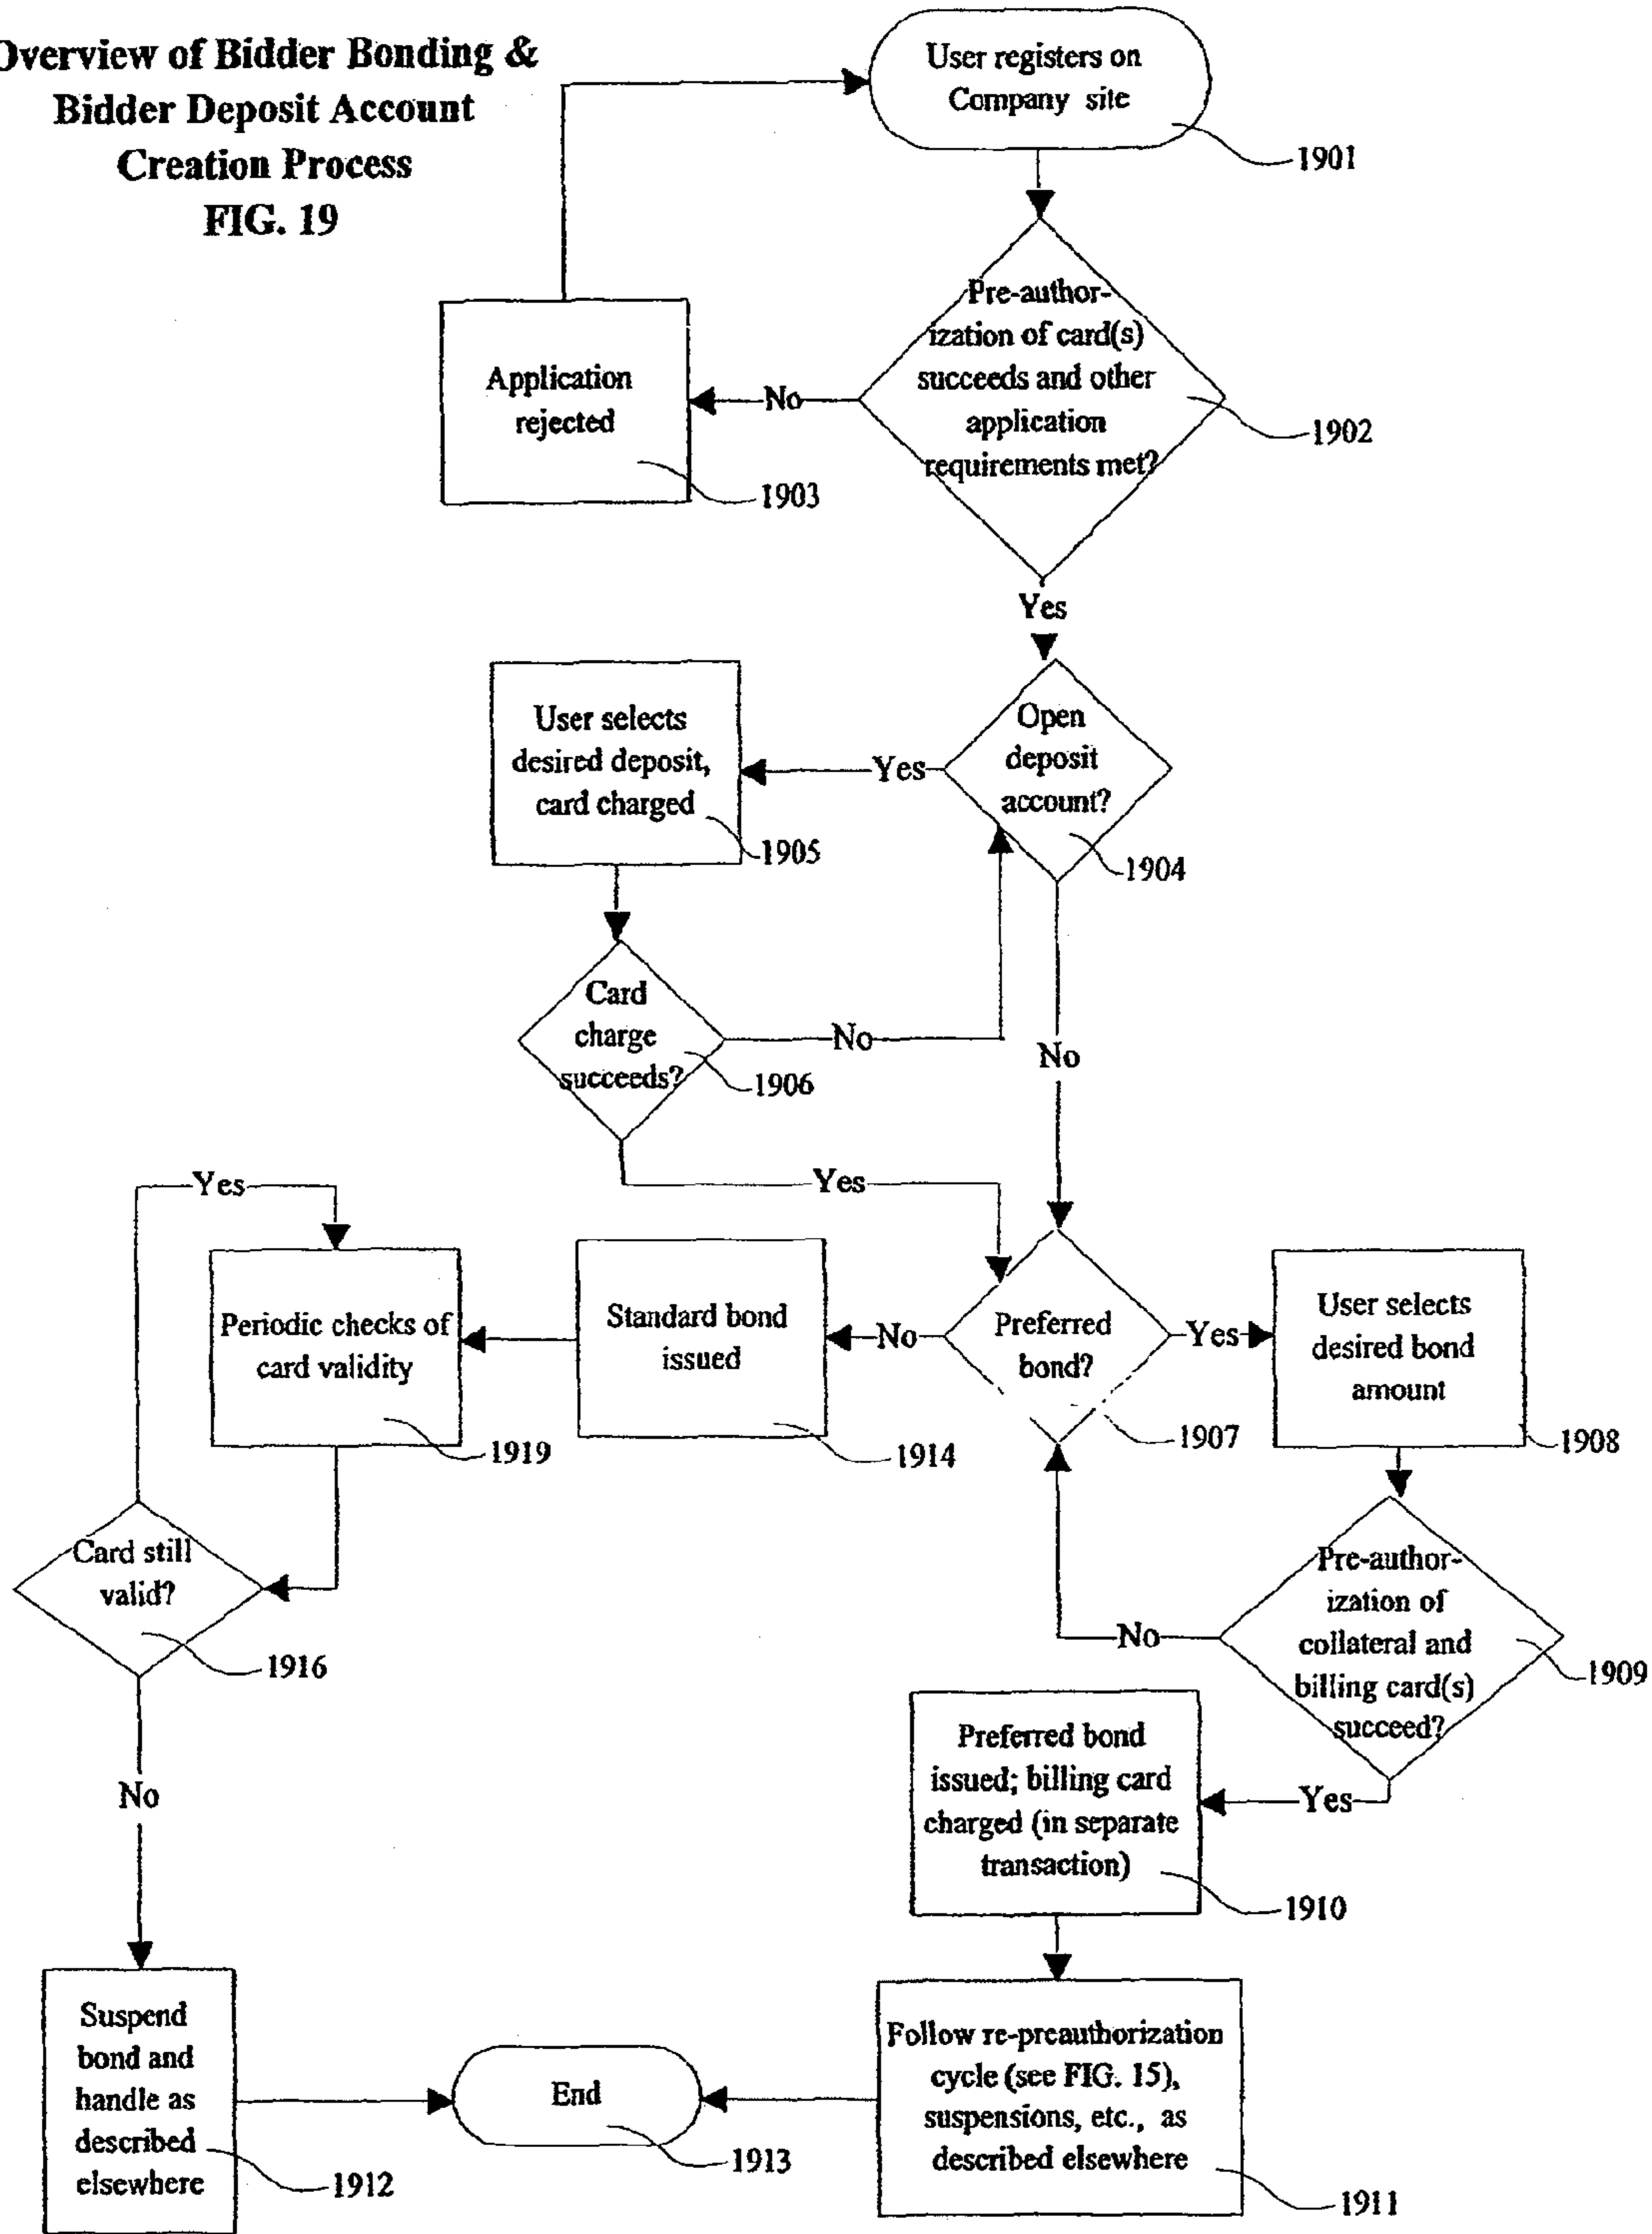 Overview of Bidder Bonding &
Bidder Deposit Account
Creation Process
FIG. 19
User registers on
Company site
1901
Pre-author-
ization of card(s)
succeeds and other
application
requirements met?
1902
No
Application
rejected
1903
Yes
Open
deposit
account?
1904
Yes
User selects
desired deposit,
card charged
1905
Card
charge
succeeds?
1906
No
No
Yes
Yes
Periodic checks of
card validity
1919
Standard bond
issued
1914
No
Preferred
bond?
1907
Yes
User selects
desired bond
amount
1908
Card still
valid?
1916
No
Pre-author-
ization of
collateral and
billing card(s)
succeed?
1909
No
Yes
Preferred bond
issued; billing card
charged (in separate
transaction)
1910
Suspend
bond and
handle as
described
elsewhere
1912
End
1913
Follow re-preauthorization
cycle (see FIG. 15),
suspensions, etc., as
described elsewhere
1911